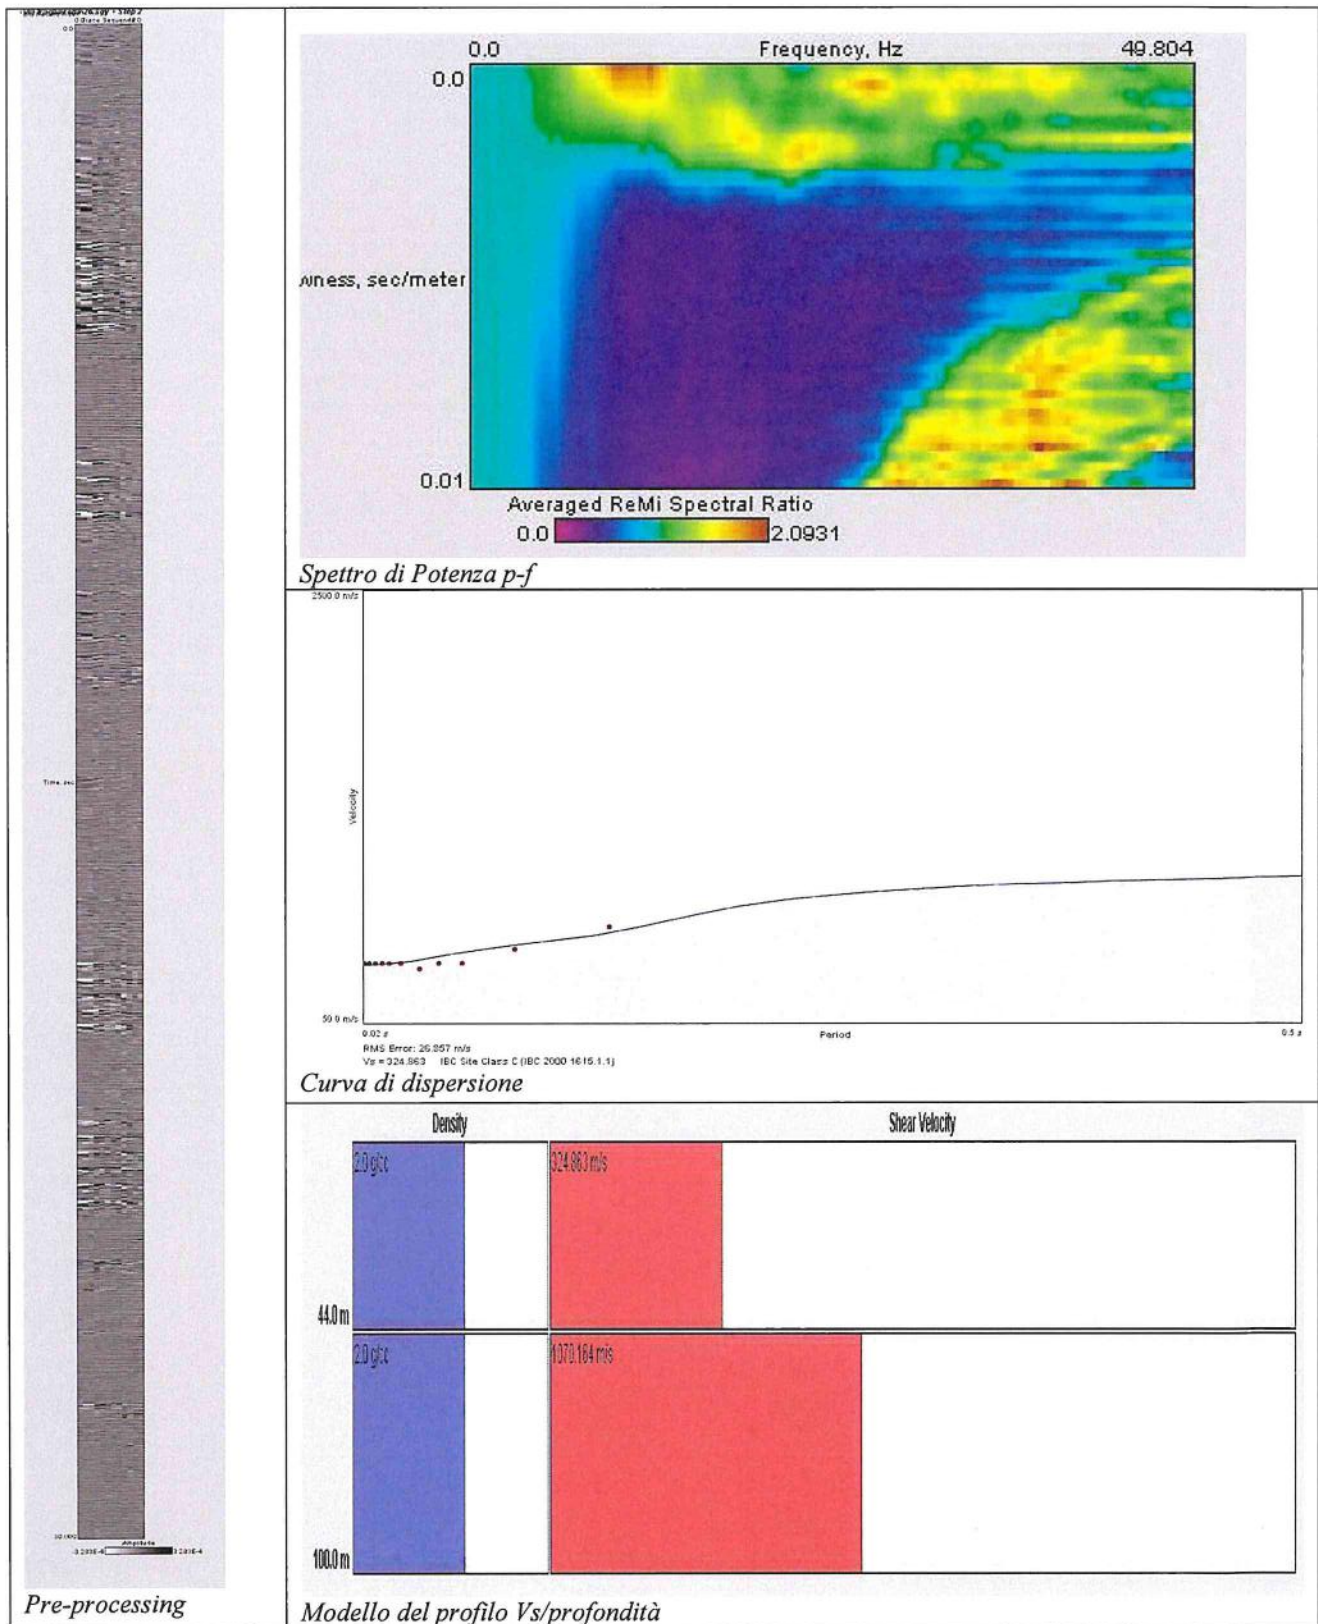 Step 2
0.0
Time, sec
Amplitude
Pre-processing
0.0 Frequency, Hz 49.804
0.0
wness, sec/meter
0.01
Averaged ReMi Spectral Ratio
0.0 2.0931
Spettro di Potenza p-f
2500.0 m/s
Velocity
0.02 s Period 0.5 s
RMS Error: 26.857 m/s
Vs = 324.863 IBC Site Class C (IBC 2000 1615.1.1)
Curva di dispersione
Density Shear Velocity
2.0 g/cc 324.863 m/s
44.0 m
2.0 g/cc 1070.164 m/s
100.0 m
Modello del profilo Vs/profondità